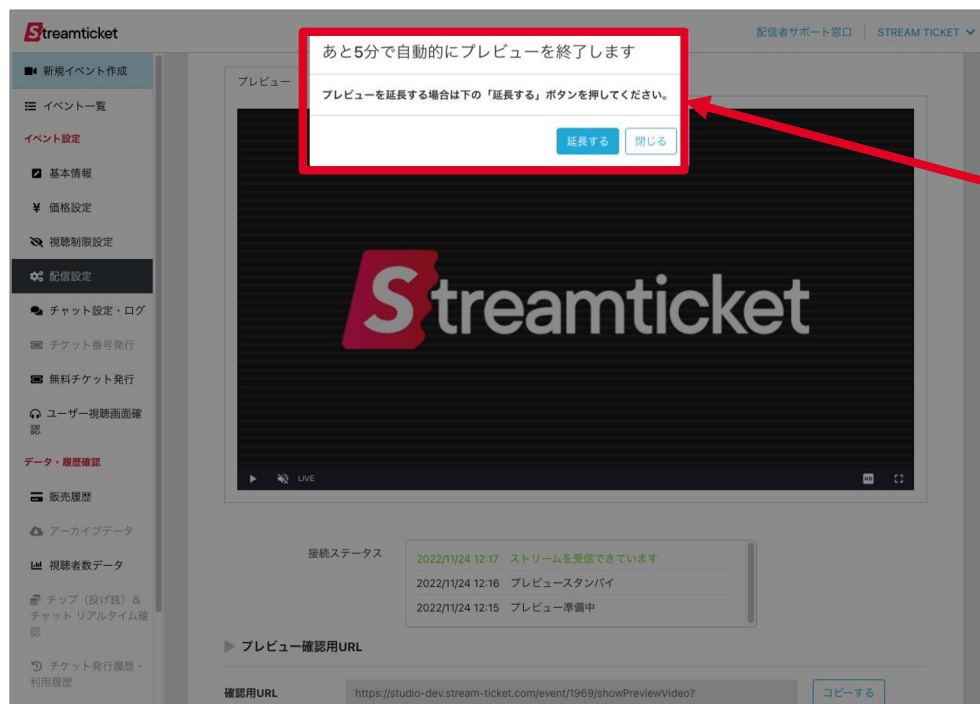 Streamticket
配信者サポート窓口
STREAM TICKET
新規イベント作成
イベント一覧
イベント設定
基本情報
価格設定
視聴制限設定
配信設定
チャット設定・ログ
チケット番号発行
無料チケット発行
ユーザー視聴画面確
認
データ・履歴確認
販売履歴
アーカイブデータ
視聴者数データ
チップ（投げ銭）&
チャット リアルタイム確
認
チケット発行履歴・
利用履歴
プレビュー
あと5分で自動的にプレビューを終了します
プレビューを延長する場合は下の「延長する」ボタンを押してください。
延長する
閉じる
Streamticket
LIVE
接続ステータス
2022/11/24 12:17 ストリームを受信できています
2022/11/24 12:16 プレビュースタンバイ
2022/11/24 12:15 プレビュー準備中
プレビュー確認用URL
確認用URL
https://studio-dev.stream-ticket.com/event/1969/showPreviewVideo?
コピーする